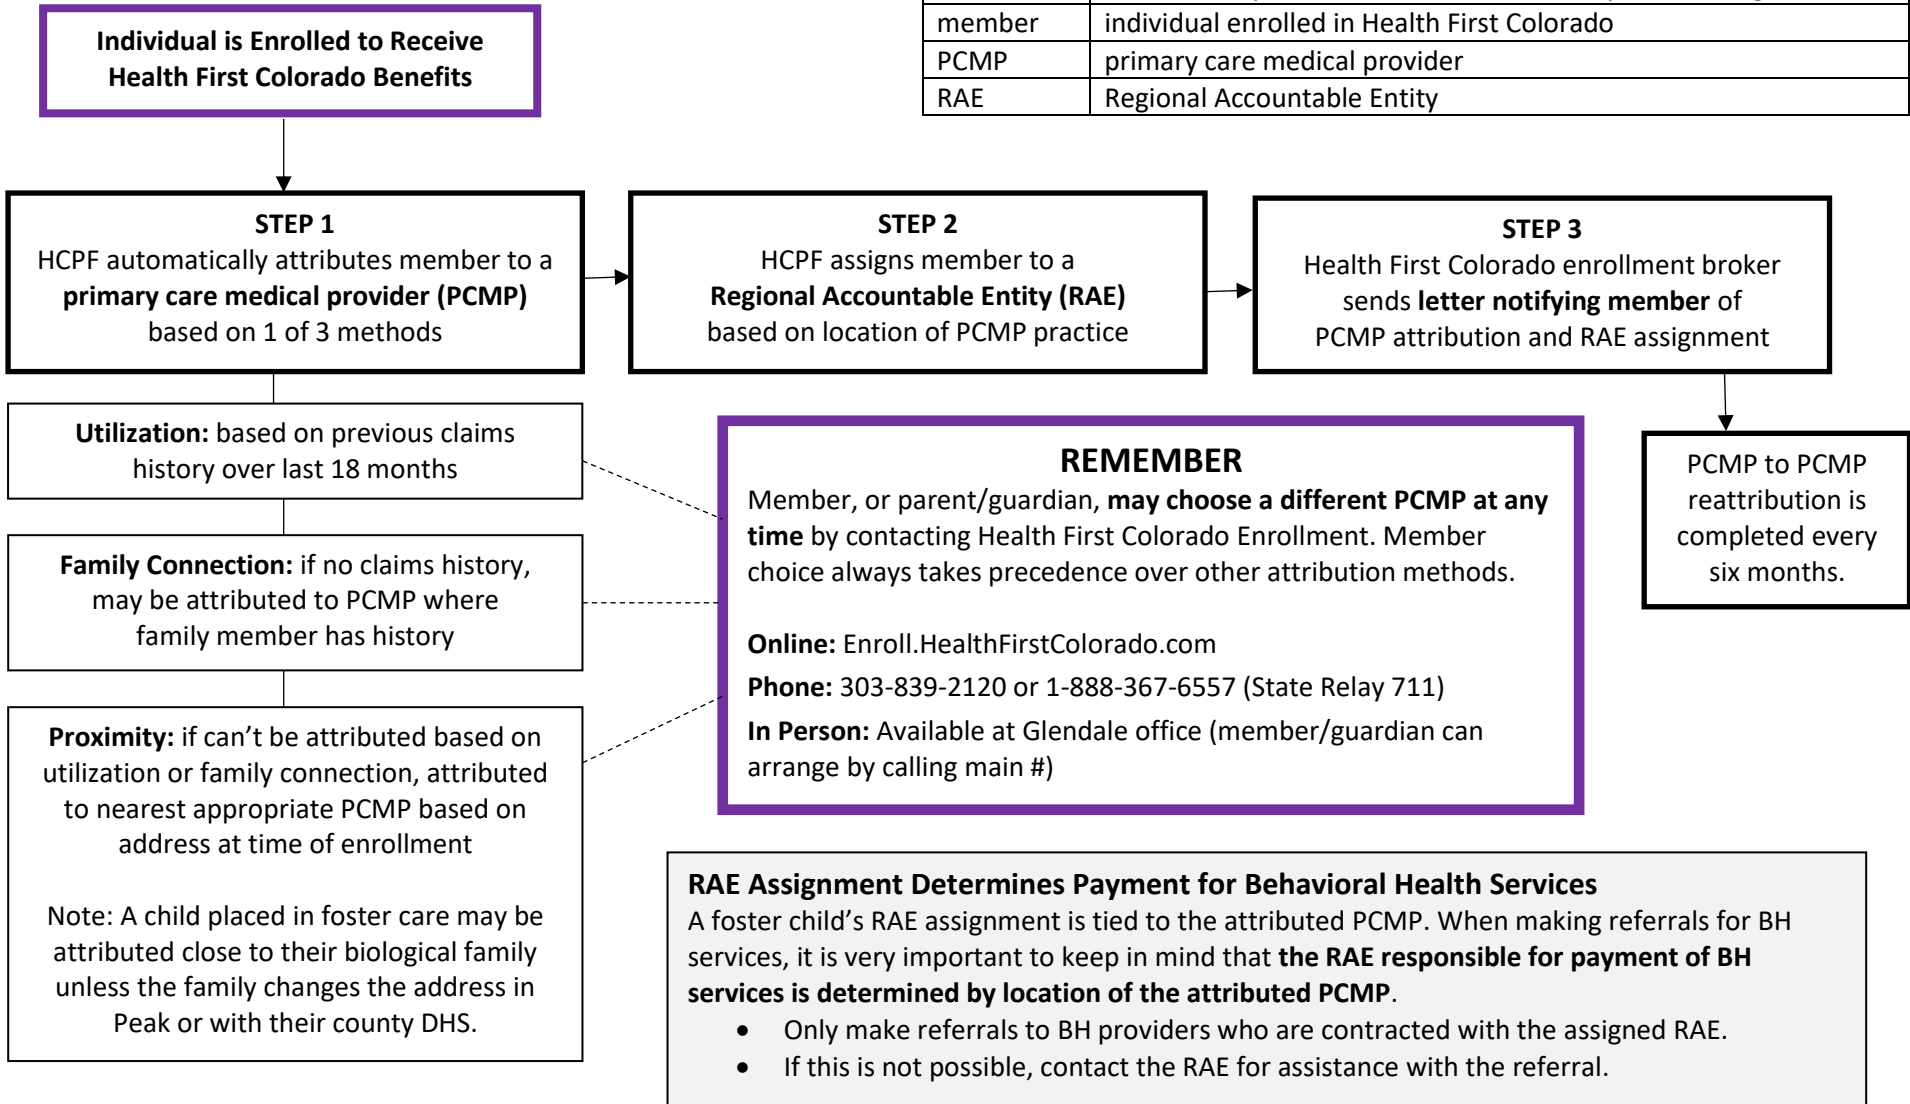 Individual is Enrolled to Receive
Health First Colorado Benefits
member individual enrolled in Health First Colorado
PCMP primary care medical provider
RAE Regional Accountable Entity
STEP 1
HCPF automatically attributes member to a
primary care medical provider (PCMP)
based on 1 of 3 methods
STEP 2
HCPF assigns member to a
Regional Accountable Entity (RAE)
based on location of PCMP practice
STEP 3
Health First Colorado enrollment broker
sends letter notifying member of
PCMP attribution and RAE assignment
Utilization: based on previous claims
history over last 18 months
Family Connection: if no claims history,
may be attributed to PCMP where
family member has history
Proximity: if can’t be attributed based on
utilization or family connection, attributed
to nearest appropriate PCMP based on
address at time of enrollment
Note: A child placed in foster care may be
attributed close to their biological family
unless the family changes the address in
Peak or with their county DHS.
REMEMBER
Member, or parent/guardian, may choose a different PCMP at any
time by contacting Health First Colorado Enrollment. Member
choice always takes precedence over other attribution methods.
Online: Enroll.HealthFirstColorado.com
Phone: 303-839-2120 or 1-888-367-6557 (State Relay 711)
In Person: Available at Glendale office (member/guardian can
arrange by calling main #)
PCMP to PCMP
reattribution is
completed every
six months.
RAE Assignment Determines Payment for Behavioral Health Services
A foster child’s RAE assignment is tied to the attributed PCMP. When making referrals for BH
services, it is very important to keep in mind that the RAE responsible for payment of BH
services is determined by location of the attributed PCMP.
• Only make referrals to BH providers who are contracted with the assigned RAE.
• If this is not possible, contact the RAE for assistance with the referral.